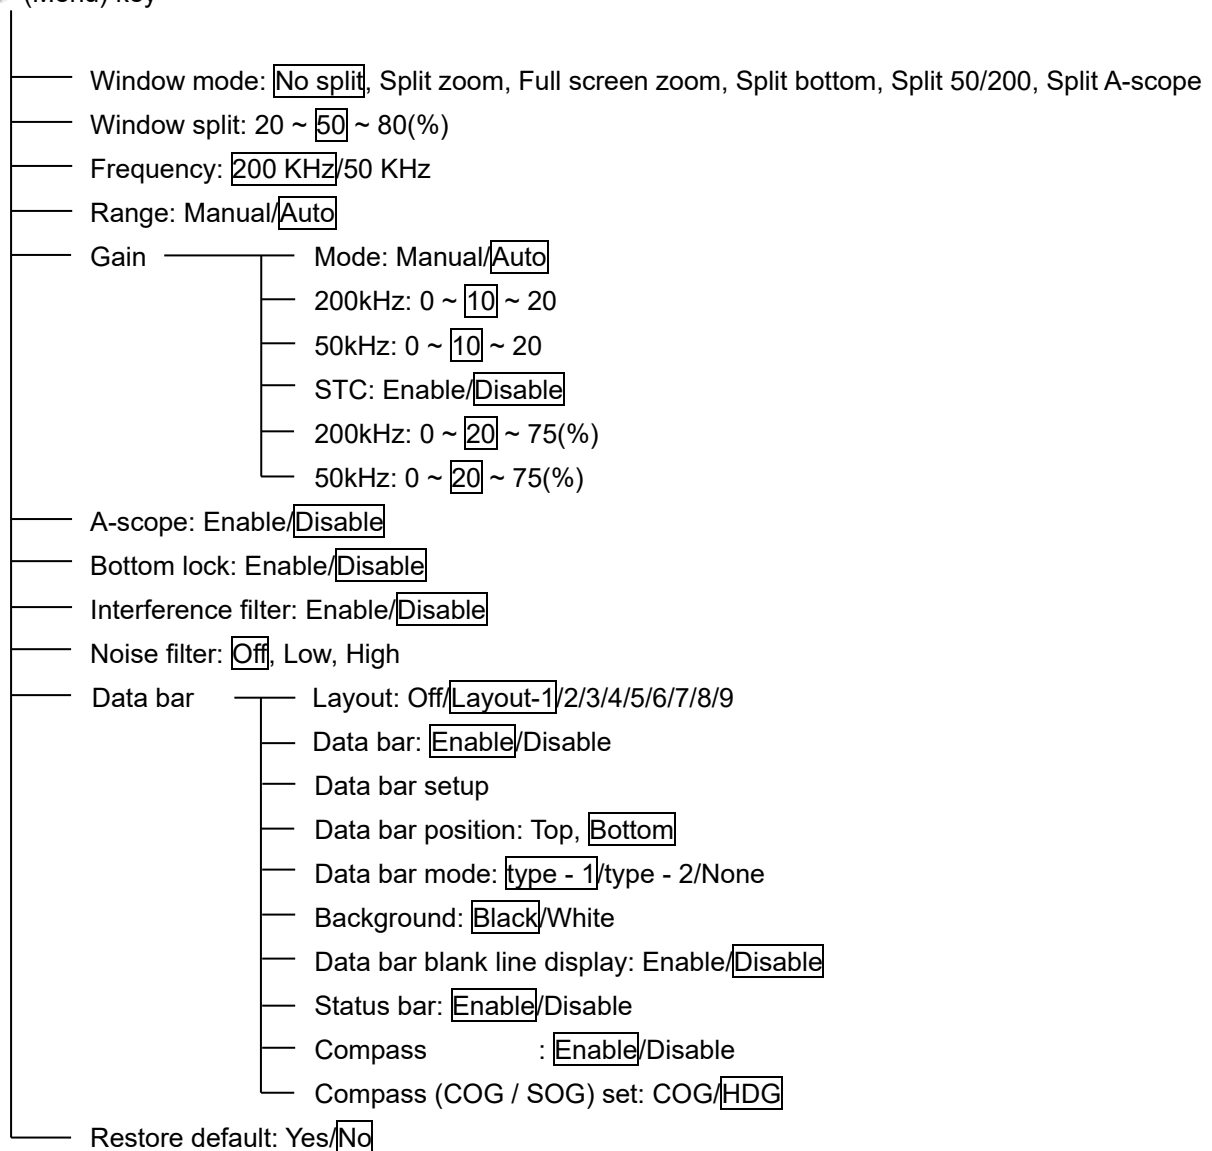 (Menu) key
Window mode: No split, Split zoom, Full screen zoom, Split bottom, Split 50/200, Split A-scope
Window split: 20 ~ 50 ~ 80(%)
Frequency: 200 KHz/50 KHz
Range: Manual/Auto
Gain Mode: Manual/Auto
200kHz: 0 ~ 10 ~ 20
50kHz: 0 ~ 10 ~ 20
STC: Enable/Disable
200kHz: 0 ~ 20 ~ 75(%)
50kHz: 0 ~ 20 ~ 75(%)
A-scope: Enable/Disable
Bottom lock: Enable/Disable
Interference filter: Enable/Disable
Noise filter: Off, Low, High
Data bar Layout: Off/Layout-1/2/3/4/5/6/7/8/9
Data bar: Enable/Disable
Data bar setup
Data bar position: Top, Bottom
Data bar mode: type - 1/type - 2/None
Background: Black/White
Data bar blank line display: Enable/Disable
Status bar: Enable/Disable
Compass : Enable/Disable
Compass (COG / SOG) set: COG/HDG
Restore default: Yes/No